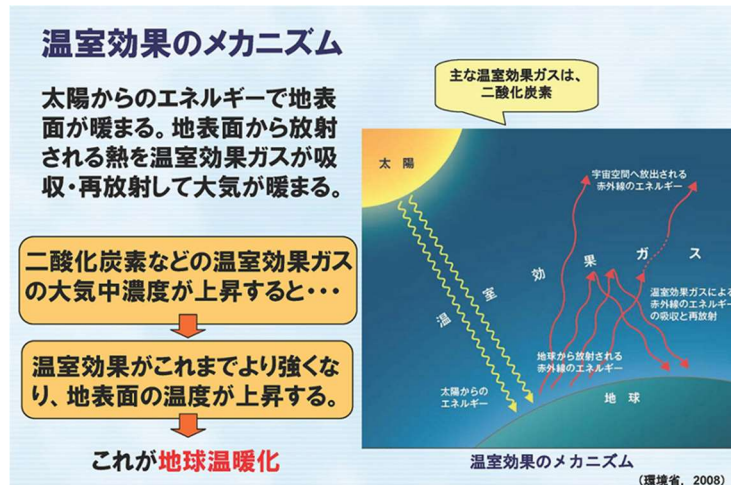 温室効果のメカニズム
太陽からのエネルギーで地表
面が暖まる。地表面から放射
される熱を温室効果ガスが吸
収・再放射して大気が暖まる。
二酸化炭素などの温室効果ガス
の大気中濃度が上昇すると・・・
温室効果がこれまでより強くな
り、地表面の温度が上昇する。
これが地球温暖化
主な温室効果ガスは、
二酸化炭素
太陽
宇宙空間へ放出される
赤外線のエネルギー
温室効果ガス
温室効果ガスによる
赤外線のエネルギー
の吸収と再放射
地球から放射される
赤外線のエネルギー
太陽からの
エネルギー
地球
温室効果のメカニズム
(環境省, 2008)